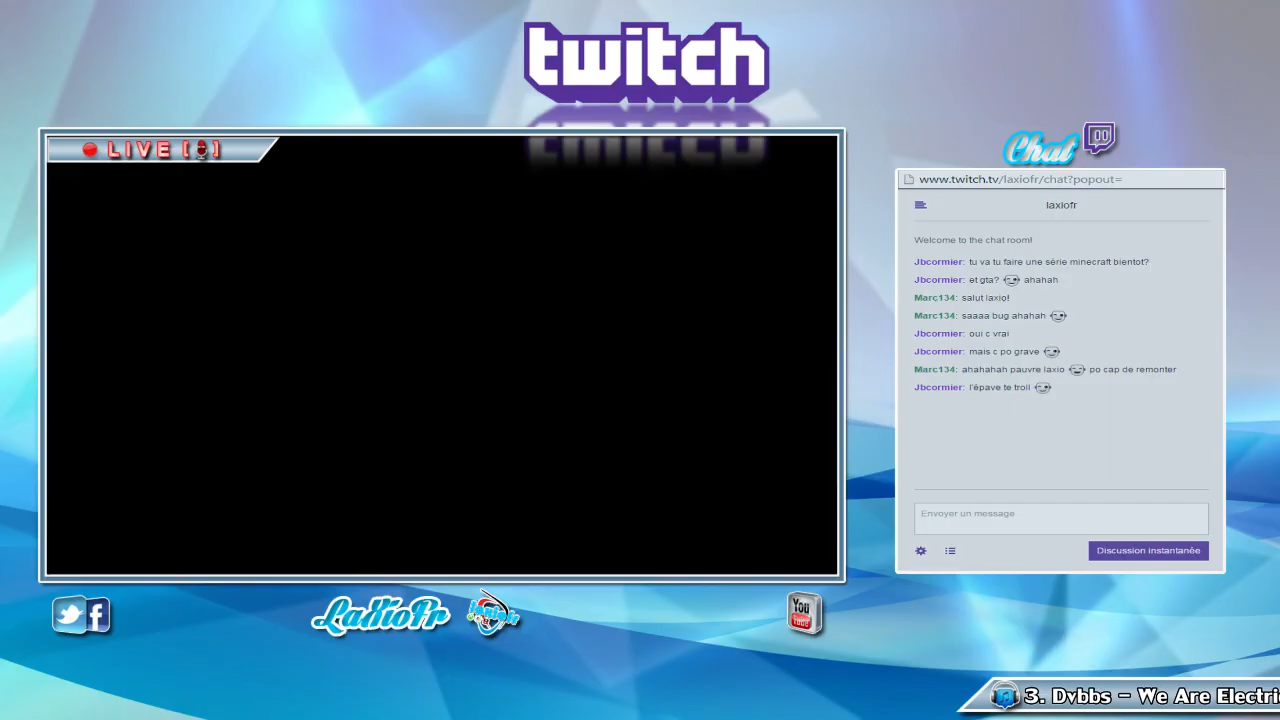 twitch
LIVE [ ]
Chat
www.twitch.tv/laxiofr/chat?popout=
laxiofr
Welcome to the chat room!
Jbcormier: tu va tu faire une série minecraft bientot?
Jbcormier: et gta? ahahah
Marc134: salut laxio!
Marc134: saaaa bug ahahah
Jbcormier: oui c vrai
Jbcormier: mais c po grave
Marc134: ahahahah pauvre laxio po cap de remonter
Jbcormier: l'épave te troll
Envoyer un message
Discussion instantanée
LaXioFr
You
Tube
3. Dvbbs - We Are Electri